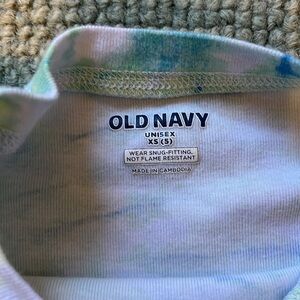 OLD NAVY
UNISEX
XS (5)
WEAR SNUG-FITTING,
NOT FLAME RESISTANT
MADE IN CAMBODIA